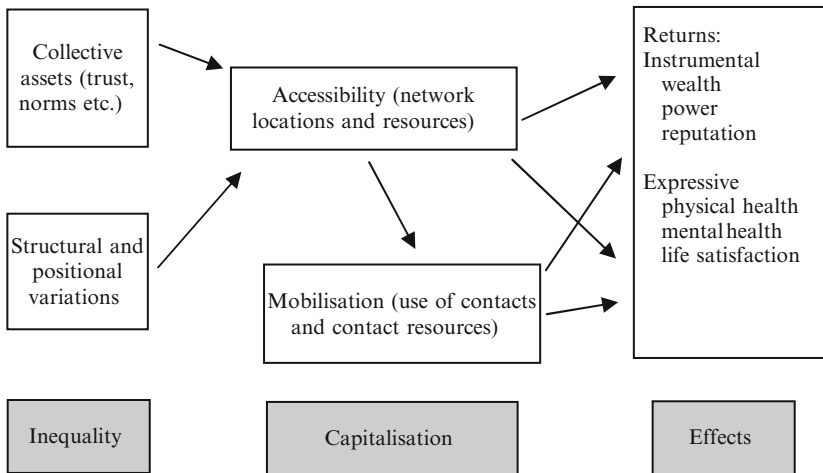 Collective
assets (trust,
norms etc.)
Structural and
positional
variations
Accessibility (network
locations and resources)
Mobilisation (use of contacts
and contact resources)
Returns:
Instrumental
wealth
power
reputation
Expressive
physical health
mental health
life satisfaction
Inequality
Capitalisation
Effects